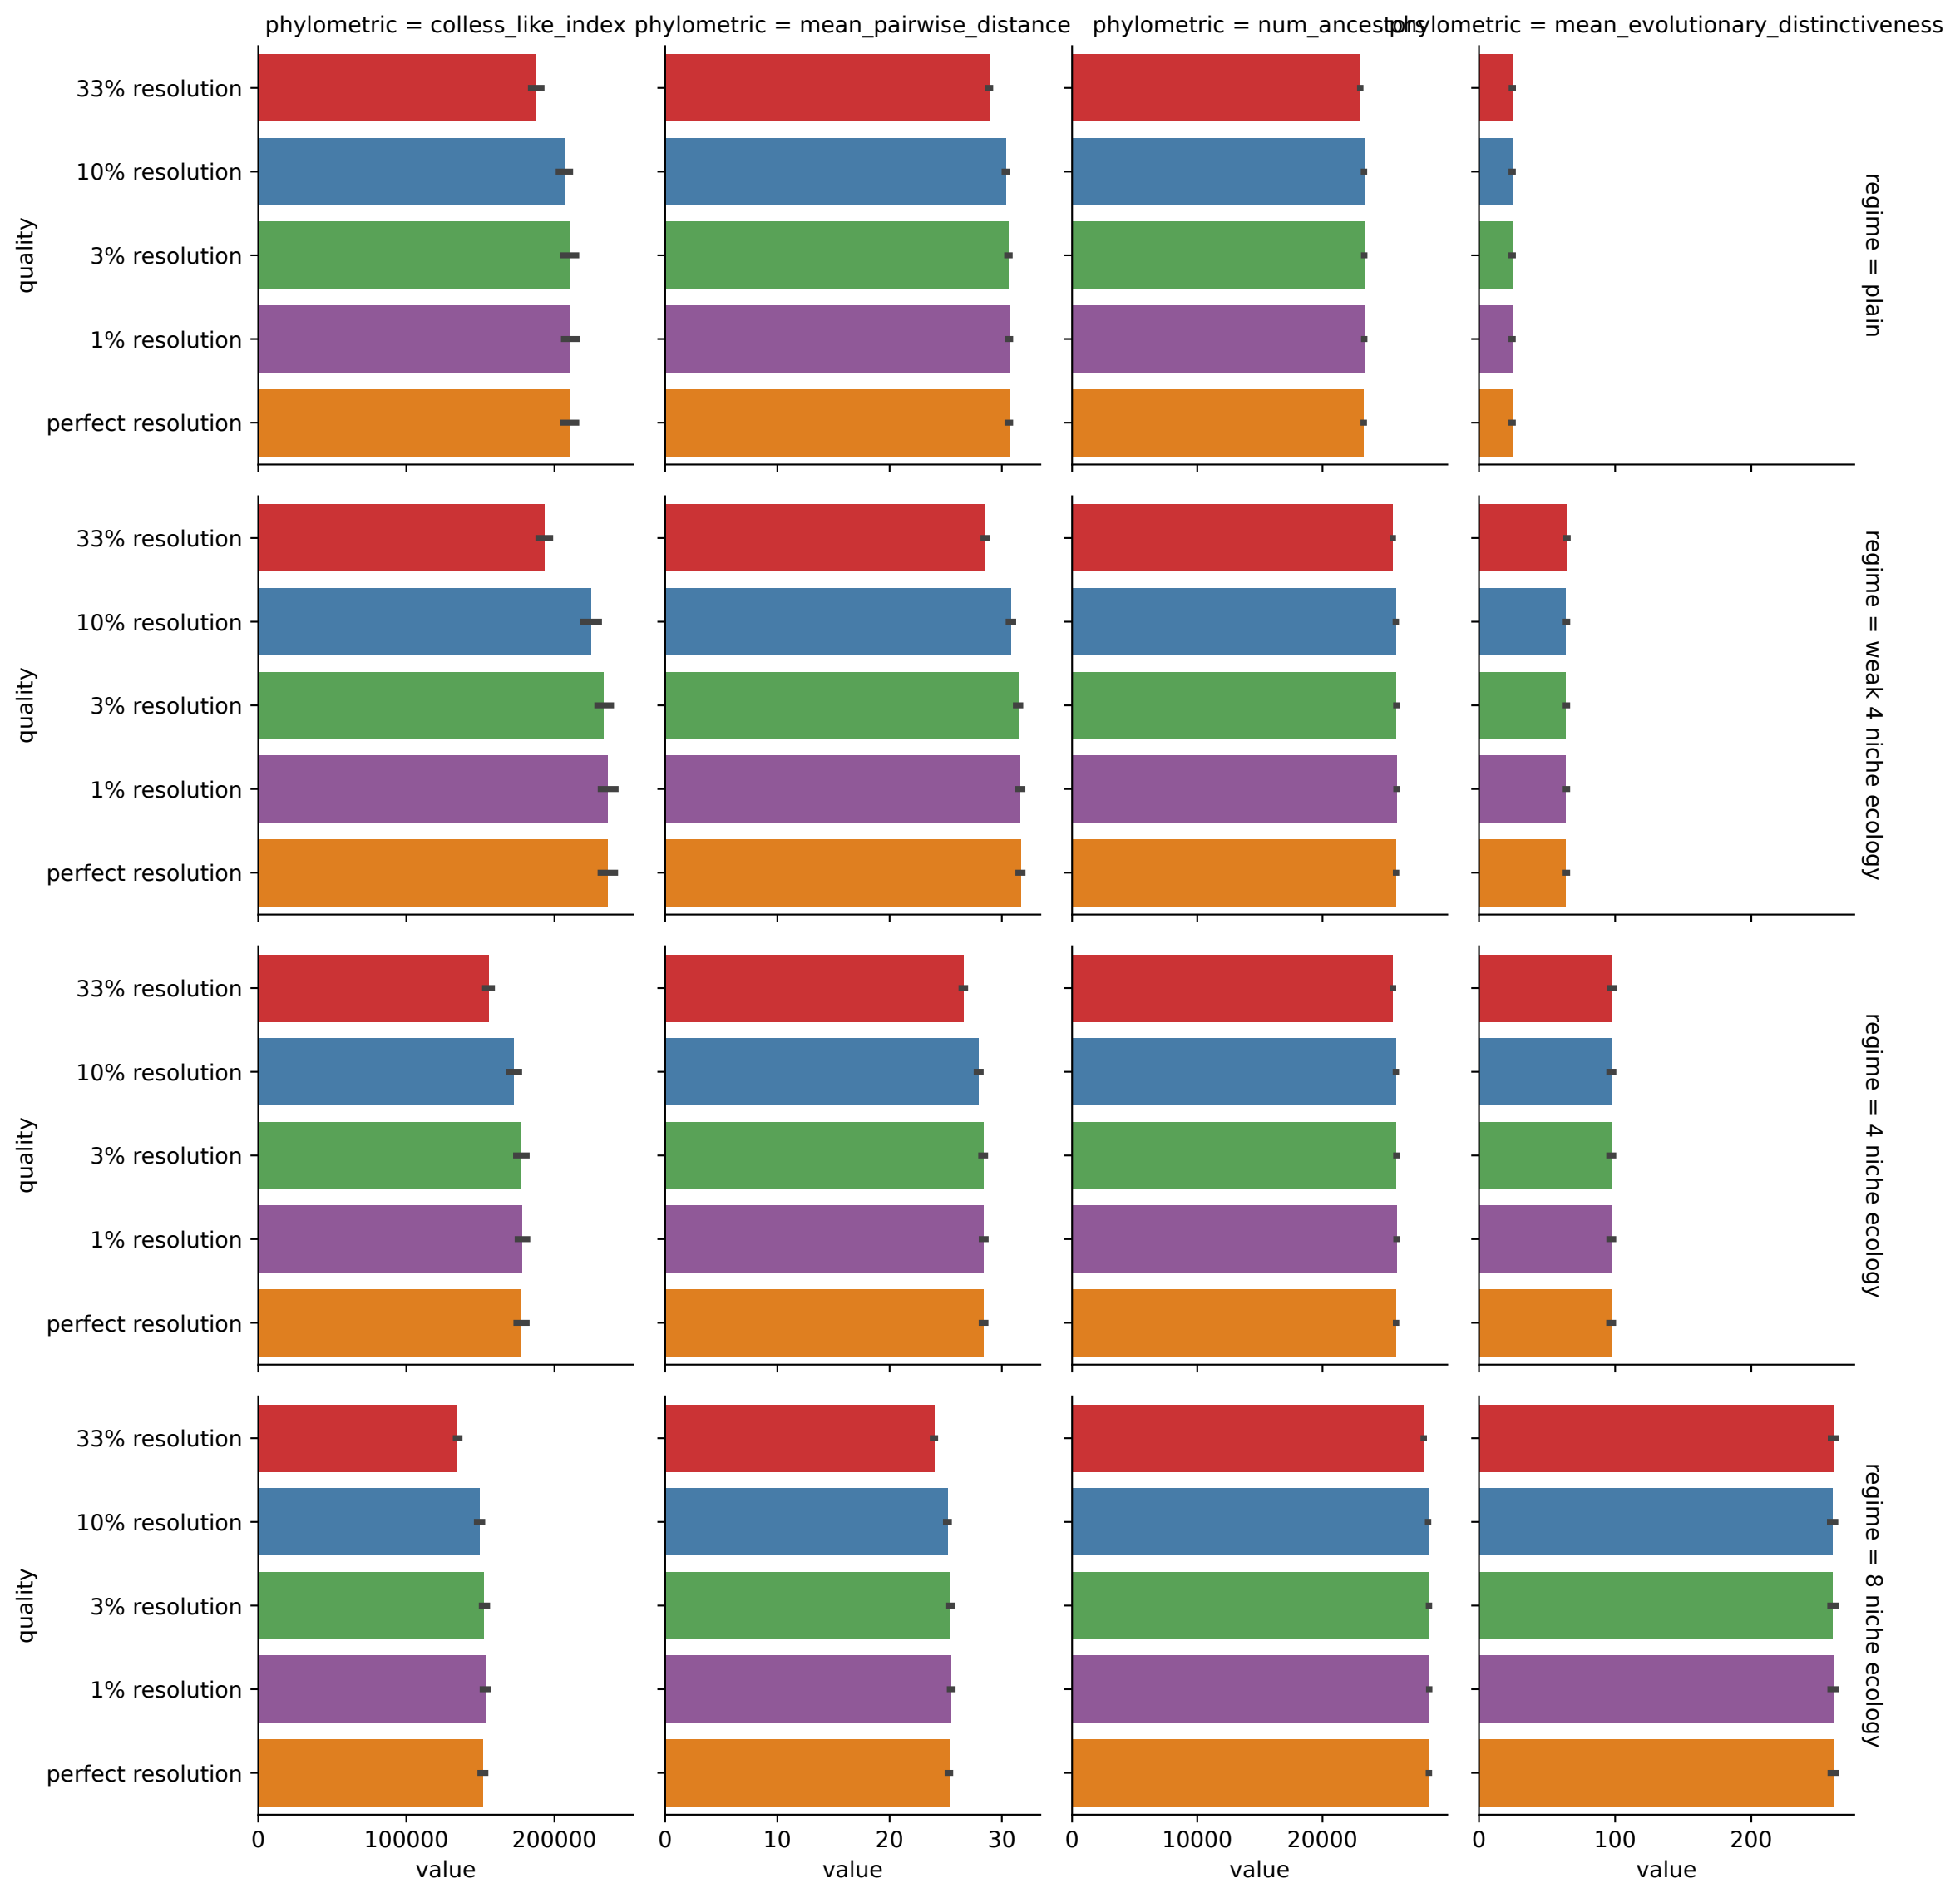 phylometric = colless_like_index
phylometric = mean_pairwise_distance
phylometric = num_ancestors
phylometric = mean_evolutionary_distinctiveness
quality
33% resolution
10% resolution
3% resolution
1% resolution
perfect resolution
regime = plain
quality
33% resolution
10% resolution
3% resolution
1% resolution
perfect resolution
regime = weak 4 niche ecology
quality
33% resolution
10% resolution
3% resolution
1% resolution
perfect resolution
regime = 4 niche ecology
quality
33% resolution
10% resolution
3% resolution
1% resolution
perfect resolution
regime = 8 niche ecology
0 100000 200000
0 10 20 30
0 10000 20000
0 100 200
value
value
value
value